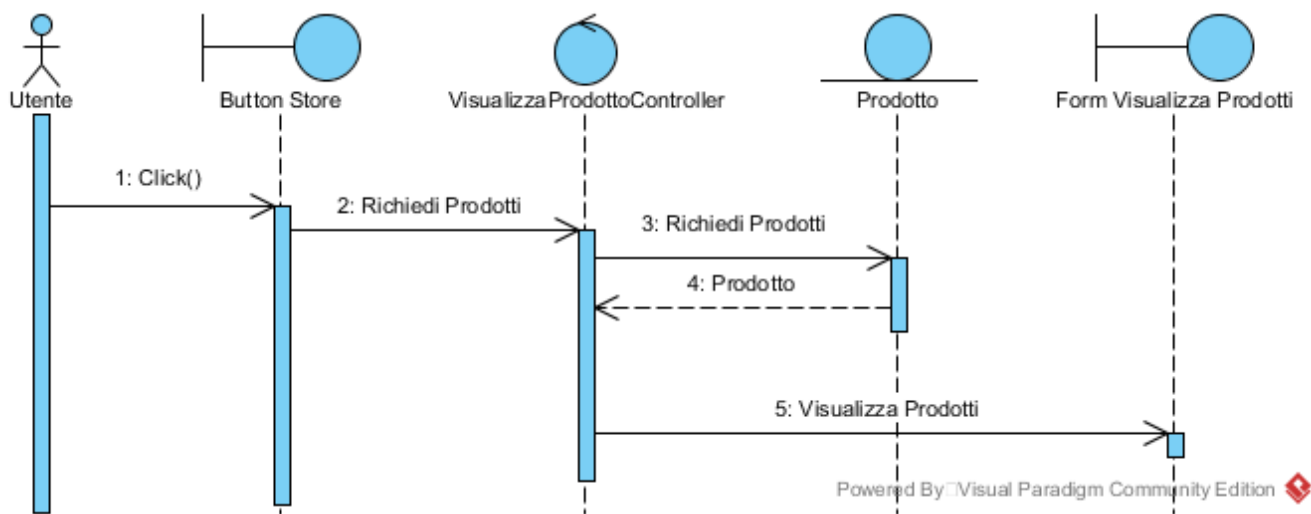 Utente
Button Store
VisualizzaProdottoController
Prodotto
Form Visualizza Prodotti
1: Click()
2: Richiedi Prodotti
3: Richiedi Prodotti
4: Prodotto
5: Visualizza Prodotti
Powered By Visual Paradigm Community Edition